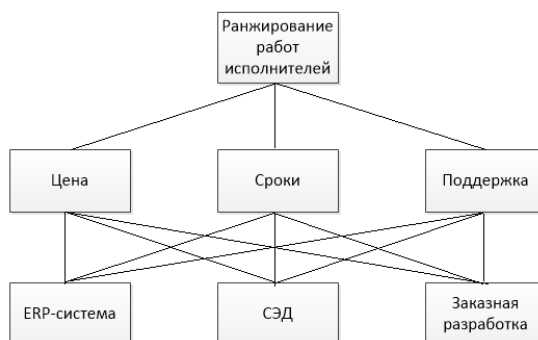 Ранжирование
работ
исполнителей
Цена
Сроки
Поддержка
ERP-система
СЭД
Заказная
разработка